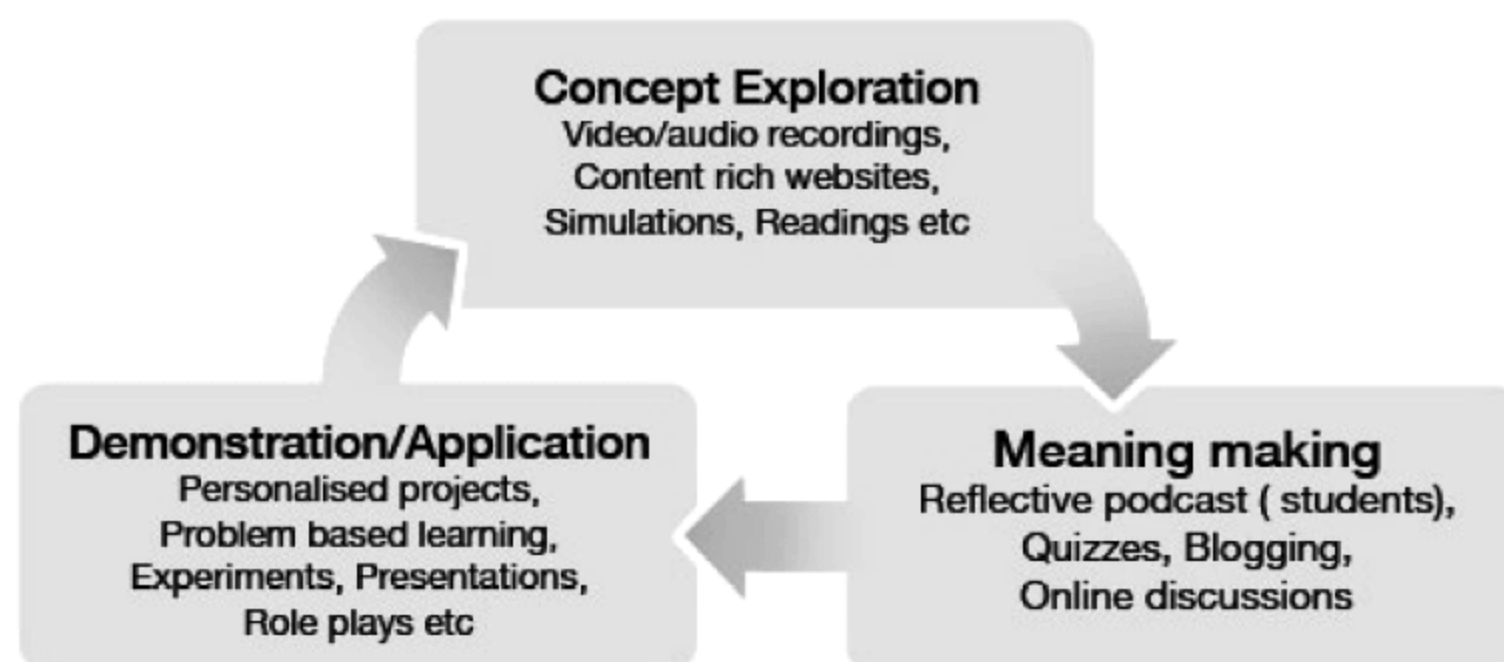 Concept Exploration
Video/audio recordings,
Content rich websites,
Simulations, Readings etc
Demonstration/Application
Personalised projects,
Problem based learning,
Experiments, Presentations,
Role plays etc
Meaning making
Reflective podcast ( students),
Quizzes, Blogging,
Online discussions